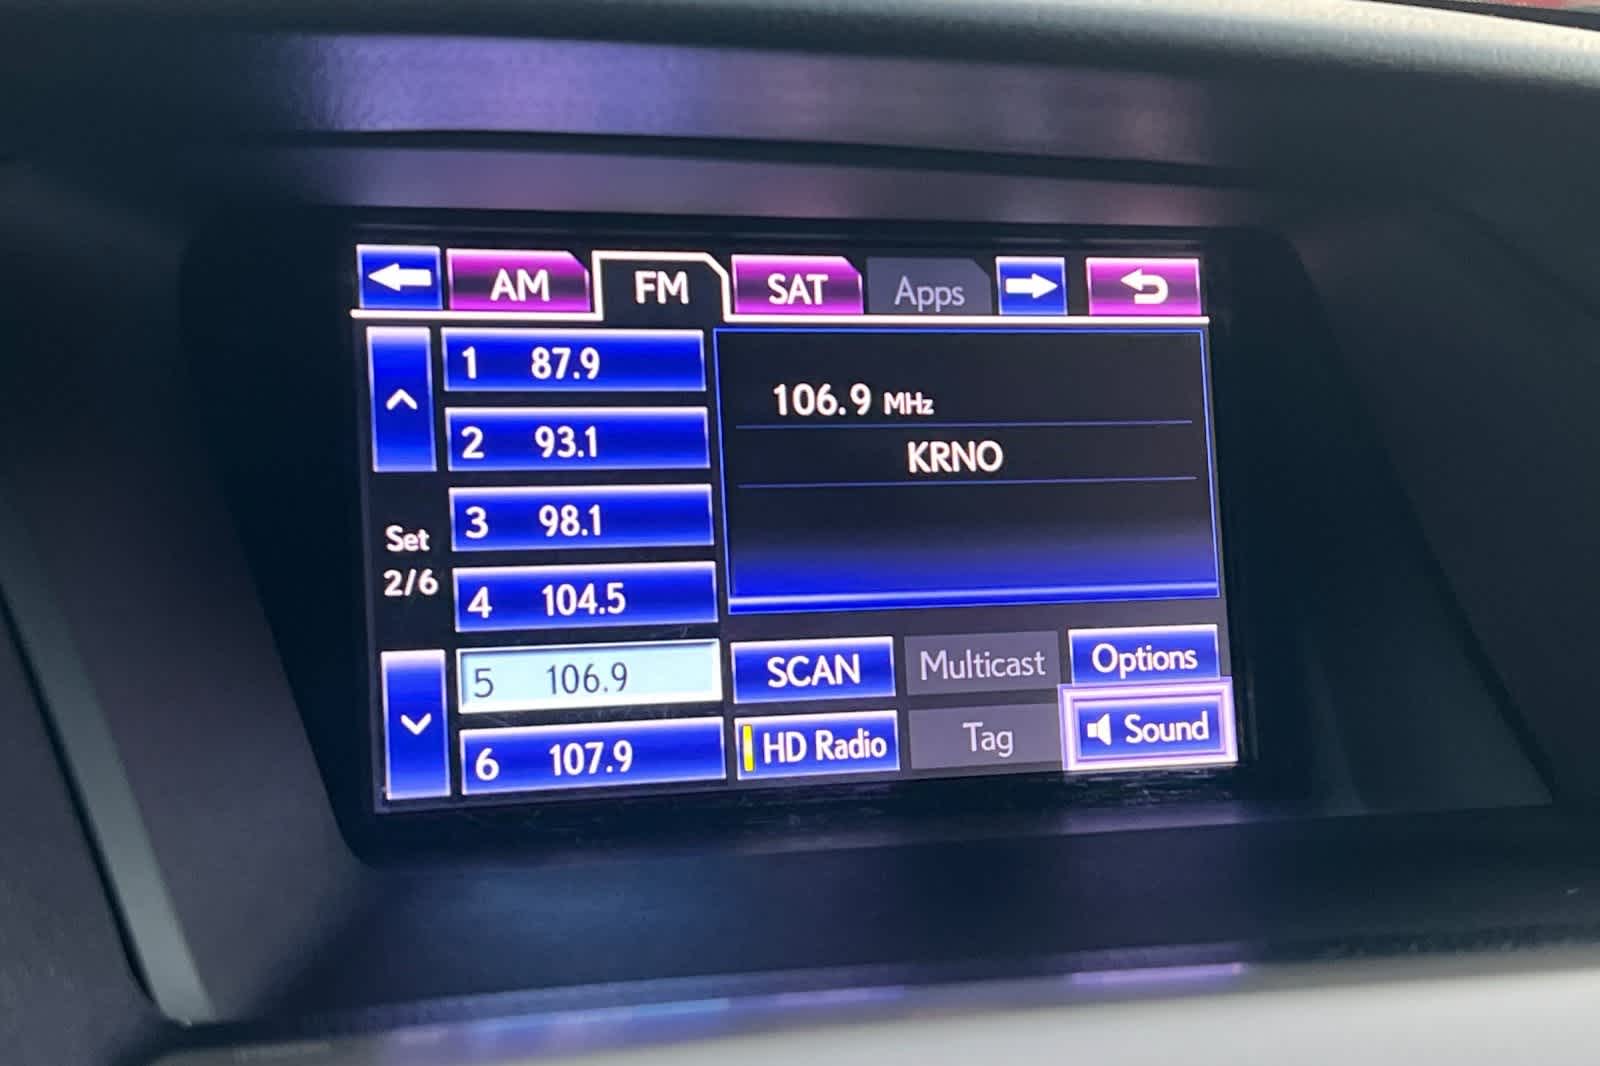 AM FM SAT Apps
1 87.9
2 93.1
3 98.1
4 104.5
5 106.9
6 107.9
Set
2/6
106.9 MHz
KRNO
SCAN Multicast Options
HD Radio Tag Sound